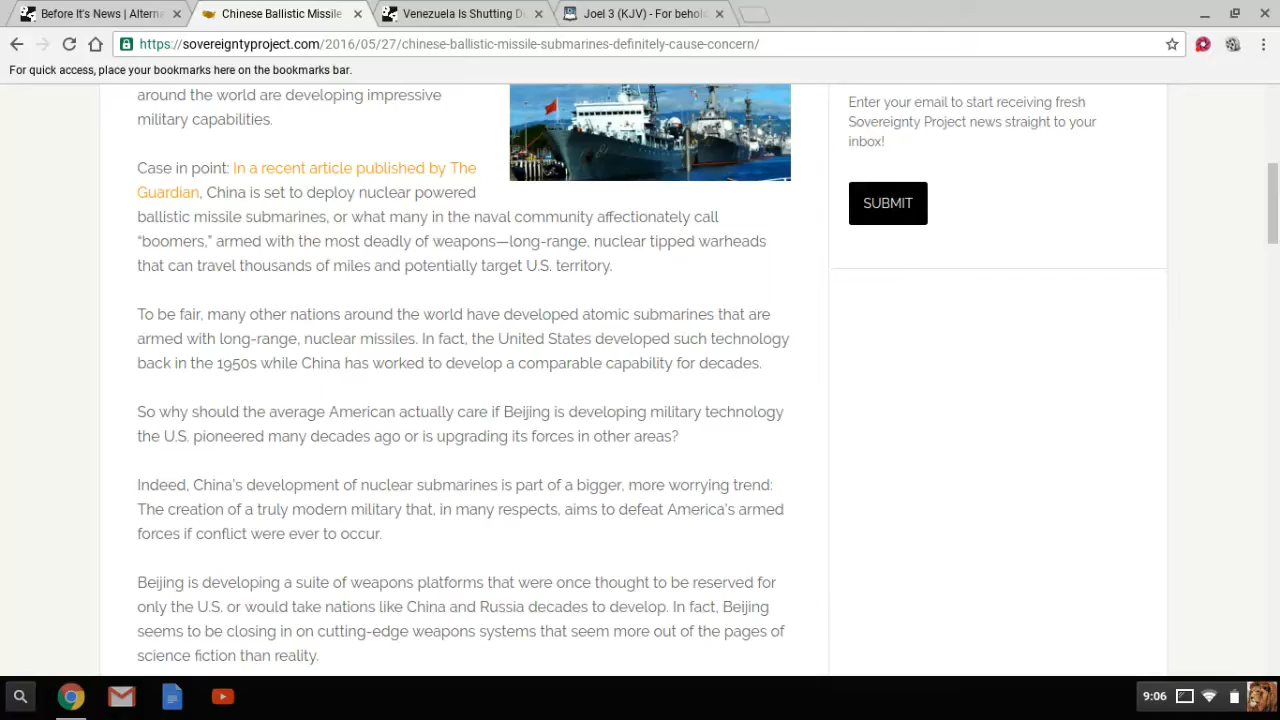 Before It's News | Alterna
Chinese Ballistic Missile
Venezuela Is Shutting D
Joel 3 (KJV) - For behol
https://sovereigntyproject.com/2016/05/27/chinese-ballistic-missile-submarines-definitely-cause-concern/
For quick access, place your bookmarks here on the bookmarks bar.
around the world are developing impressive
military capabilities.
Case in point: In a recent article published by The
Guardian, China is set to deploy nuclear powered
ballistic missile submarines, or what many in the naval community affectionately call
“boomers,” armed with the most deadly of weapons—long-range, nuclear tipped warheads
that can travel thousands of miles and potentially target U.S. territory.
To be fair, many other nations around the world have developed atomic submarines that are
armed with long-range, nuclear missiles. In fact, the United States developed such technology
back in the 1950s while China has worked to develop a comparable capability for decades.
So why should the average American actually care if Beijing is developing military technology
the U.S. pioneered many decades ago or is upgrading its forces in other areas?
Indeed, China’s development of nuclear submarines is part of a bigger, more worrying trend:
The creation of a truly modern military that, in many respects, aims to defeat America’s armed
forces if conflict were ever to occur.
Beijing is developing a suite of weapons platforms that were once thought to be reserved for
only the U.S. or would take nations like China and Russia decades to develop. In fact, Beijing
seems to be closing in on cutting-edge weapons systems that seem more out of the pages of
science fiction than reality.
Enter your email to start receiving fresh
Sovereignty Project news straight to your
inbox!
SUBMIT
9:06